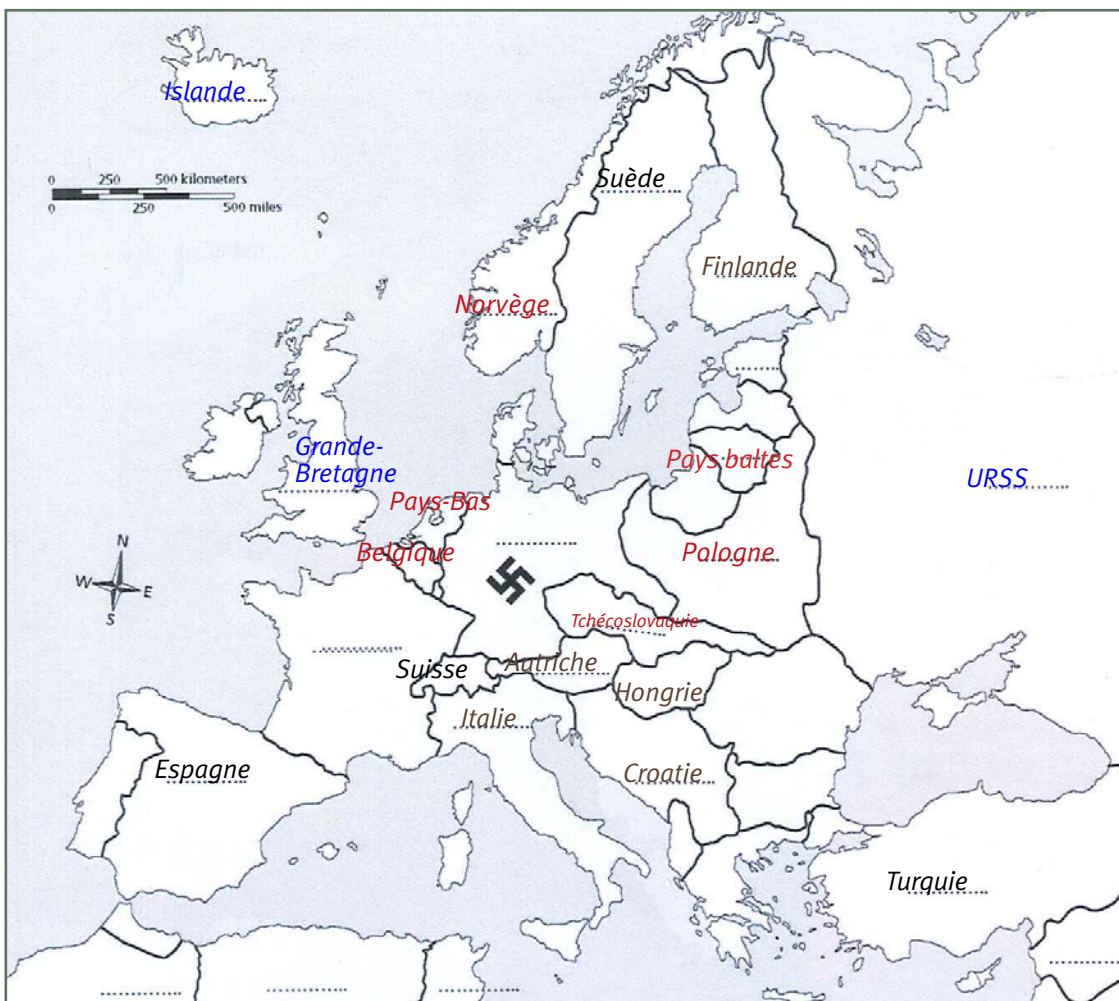 Islande
0 250 500 kilometers
0 250 500 miles
Suède
Finlande
Norvège
Grande-
Bretagne
Pays baltes
URSS
Pays-Bas
Belgique
Pologne
N
W E
S
Tchécoslovaquie
Suisse
Autriche
Hongrie
Italie
Espagne
Croatie
Turquie